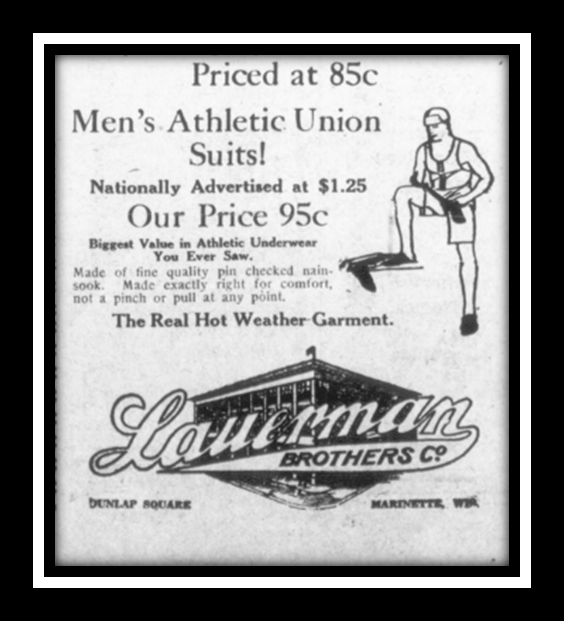 Priced at 85c
Men's Athletic Union
Suits!
Nationally Advertised at $1.25
Our Price 95c
Biggest Value in Athletic Underwear
You Ever Saw.
Made of fine quality pin checked nain-
sook. Made exactly right for comfort,
not a pinch or pull at any point.
The Real Hot Weather Garment.
Lauerman
BROTHERS Co.
DUNLAP SQUARE MARINETTE, WIS.